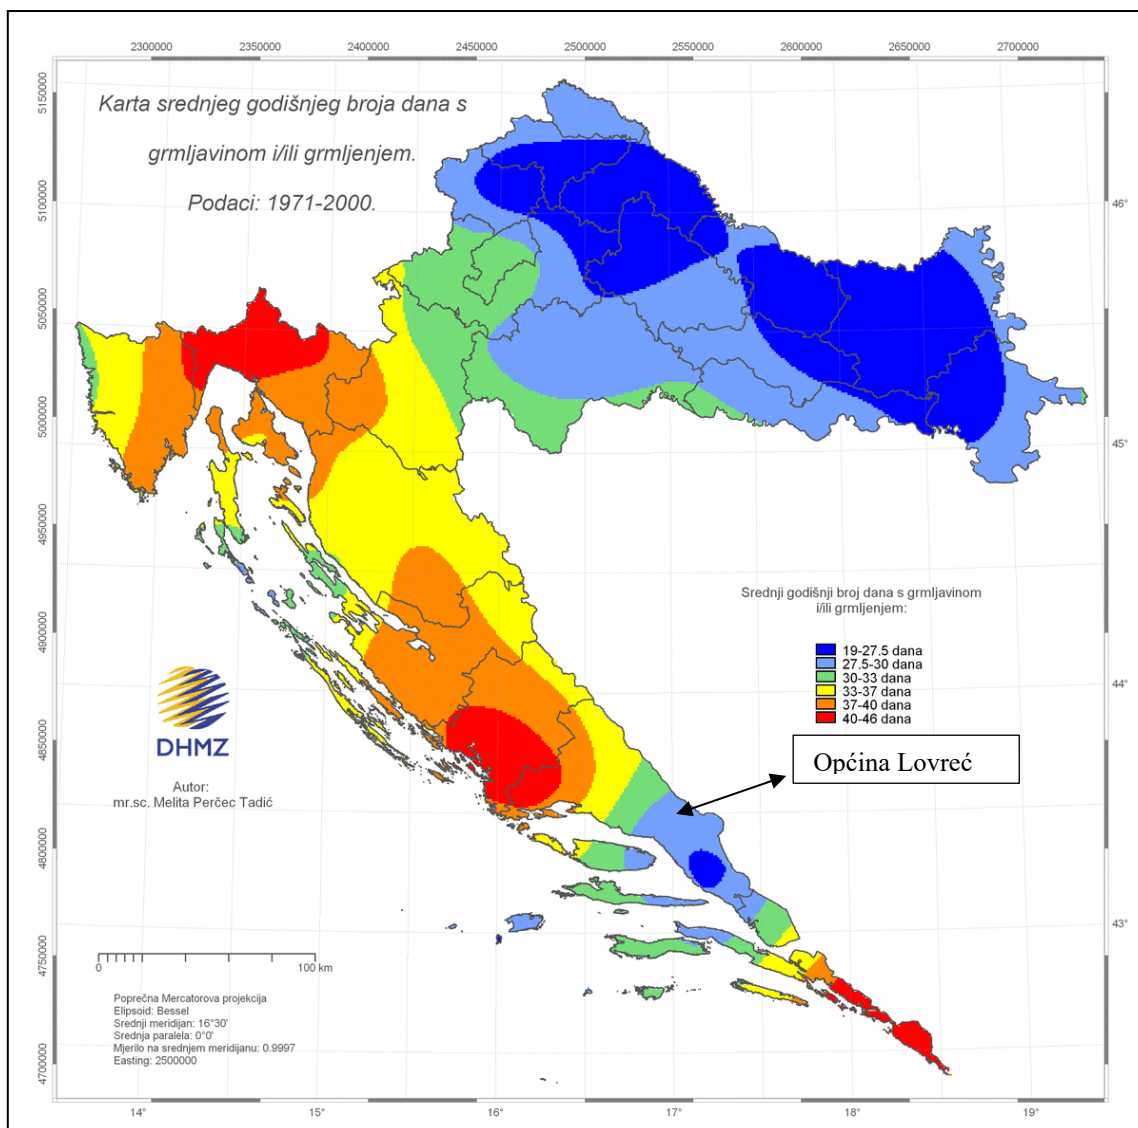 2300000 2350000 2400000 2450000 2500000 2550000 2600000 2650000 2700000
Karta srednjeg godišnjeg broja dana s
grmljavinom i/ili grmljenjem.
Podaci: 1971-2000.
5150000
5100000
5050000
5000000
4950000
4900000
4850000
4800000
4750000
4700000
46°
45°
44°
43°
Srednji godišnji broj dana s grmljavinom
i/ili grmljenjem:
19-27.5 dana
27.5-30 dana
30-33 dana
33-37 dana
37-40 dana
40-46 dana
Općina Lovreć
DHMZ
Autor:
mr.sc. Melita Perčec Tadić
0 100 km
Poprečna Mercatorova projekcija
Elipsoid: Bessel
Srednji meridijan: 16°30'
Srednja paralela: 0°0'
Mjerilo na srednjem meridijanu: 0.9997
Easting: 2500000
14° 15° 16° 17° 18° 19°